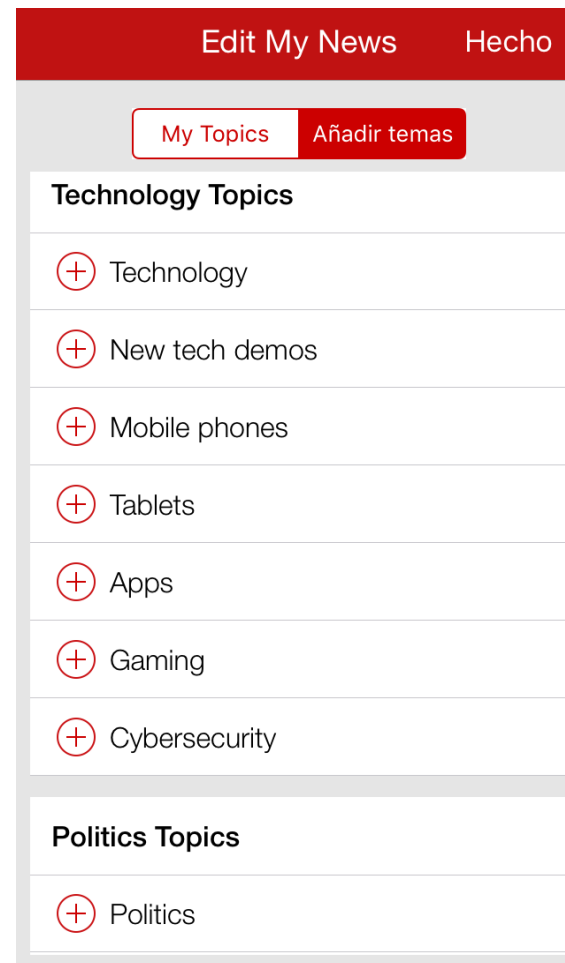 Edit My News Hecho
My Topics Añadir temas
Technology Topics
Technology
New tech demos
Mobile phones
Tablets
Apps
Gaming
Cybersecurity
Politics Topics
Politics